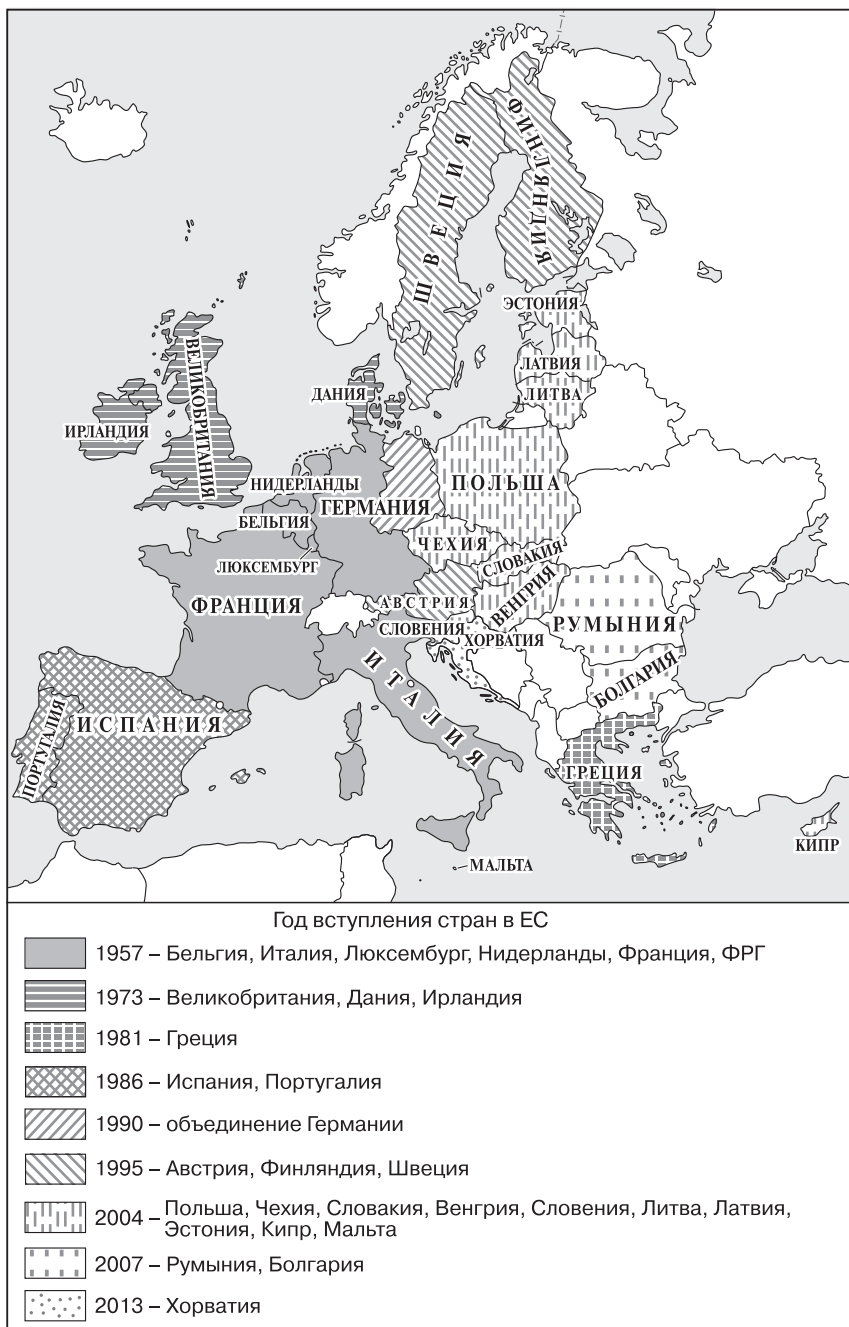 ФИНЛЯНДИЯ
ШВЕЦИЯ
ЭСТОНИЯ
ЛАТВИЯ
ЛИТВА
ДАНИЯ
ВЕЛИКОБРИТАНИЯ
ИРЛАНДИЯ
НИДЕРЛАНДЫ
ПОЛЬША
ГЕРМАНИЯ
БЕЛЬГИЯ
ЧЕХИЯ
ЛЮКСЕМБУРГ
СЛОВАКИЯ
ВЕНГРИЯ
АВСТРИЯ
ФРАНЦИЯ
РУМЫНИЯ
СЛОВЕНИЯ
ХОРВАТИЯ
ИТАЛИЯ
БОЛГАРИЯ
ПОРТУГАЛИЯ
ИСПАНИЯ
ГРЕЦИЯ
КИПР
МАЛЬТА
Год вступления стран в ЕС
1957 – Бельгия, Италия, Люксембург, Нидерланды, Франция, ФРГ
1973 – Великобритания, Дания, Ирландия
1981 – Греция
1986 – Испания, Португалия
1990 – объединение Германии
1995 – Австрия, Финляндия, Швеция
2004 – Польша, Чехия, Словакия, Венгрия, Словения, Литва, Латвия,
Эстония, Кипр, Мальта
2007 – Румыния, Болгария
2013 – Хорватия